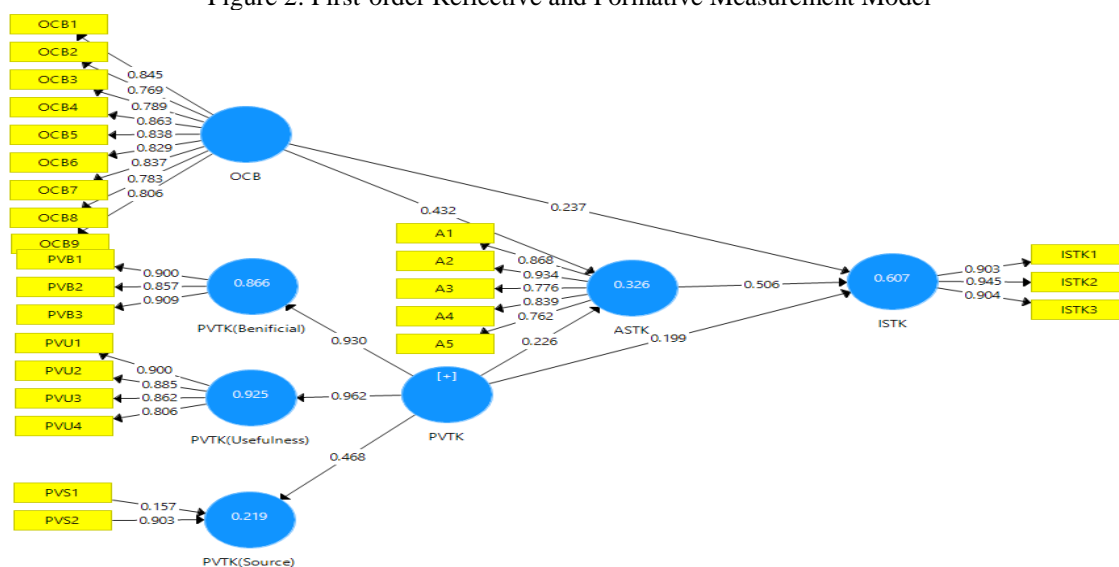 Figure 2: First-order Reflective and Formative Measurement Model
OCB1
OCB2
OCB3
OCB4
OCB5
OCB6
OCB7
OCB8
OCB9
0.845
0.769
0.789
0.863
0.838
0.829
0.837
0.783
0.806
OCB
0.432
0.237
PVB1
PVB2
PVB3
0.900
0.857
0.909
0.866
PVTK(Benificial)
0.930
A1
A2
A3
A4
A5
0.868
0.934
0.776
0.839
0.762
0.326
ASTK
0.506
0.607
ISTK
0.903
0.945
0.904
ISTK1
ISTK2
ISTK3
0.226
0.199
PVU1
PVU2
PVU3
PVU4
0.900
0.885
0.862
0.806
0.925
PVTK(Usefulness)
0.962
[+]
PVTK
0.468
PVS1
PVS2
0.157
0.903
0.219
PVTK(Source)